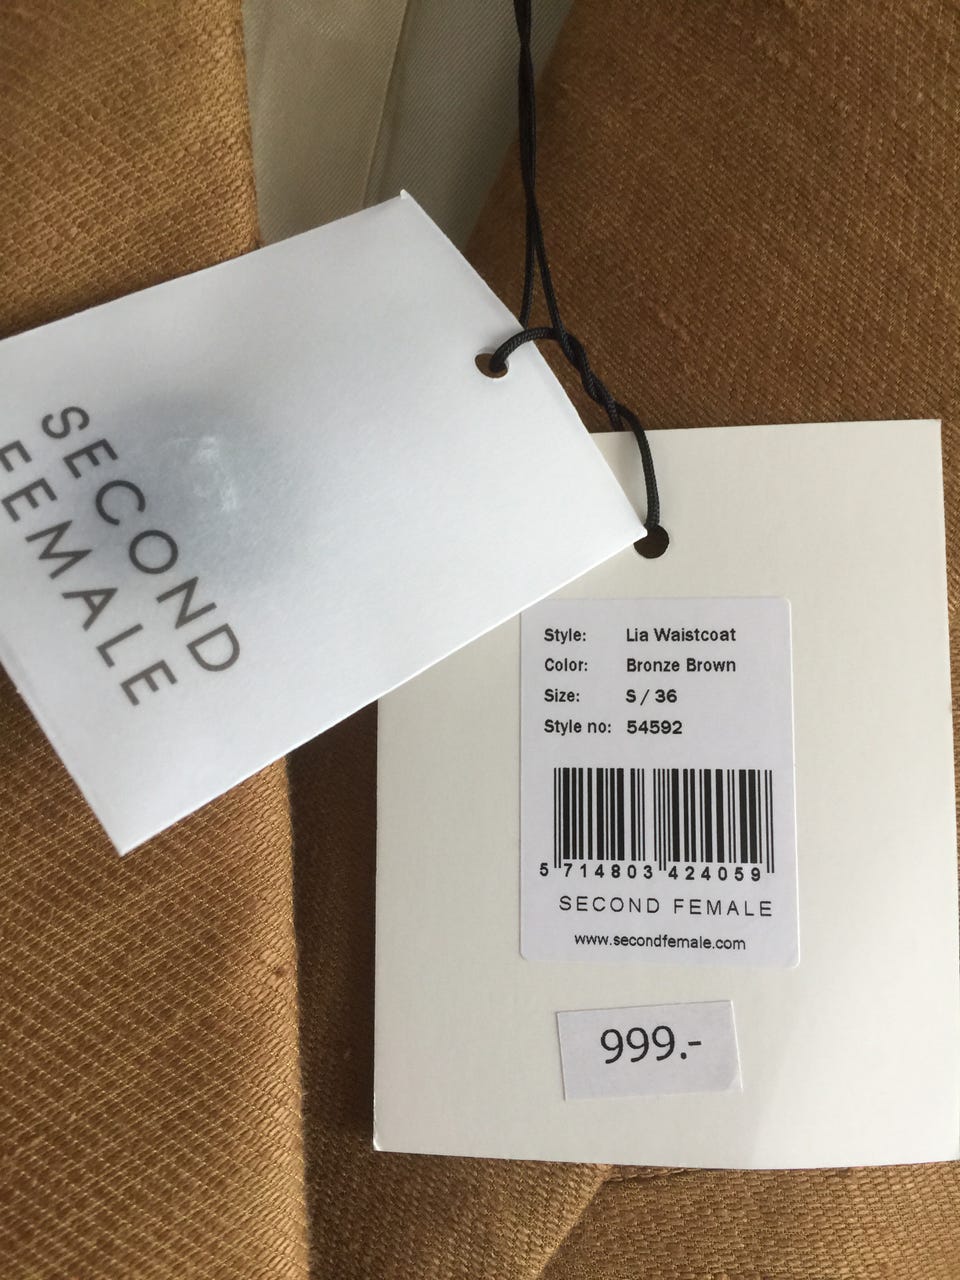 SECOND
FEMALE
Style: Lia Waistcoat
Color: Bronze Brown
Size: S / 36
Style no: 54592
5 714803 424059
SECOND FEMALE
www.secondfemale.com
999.-